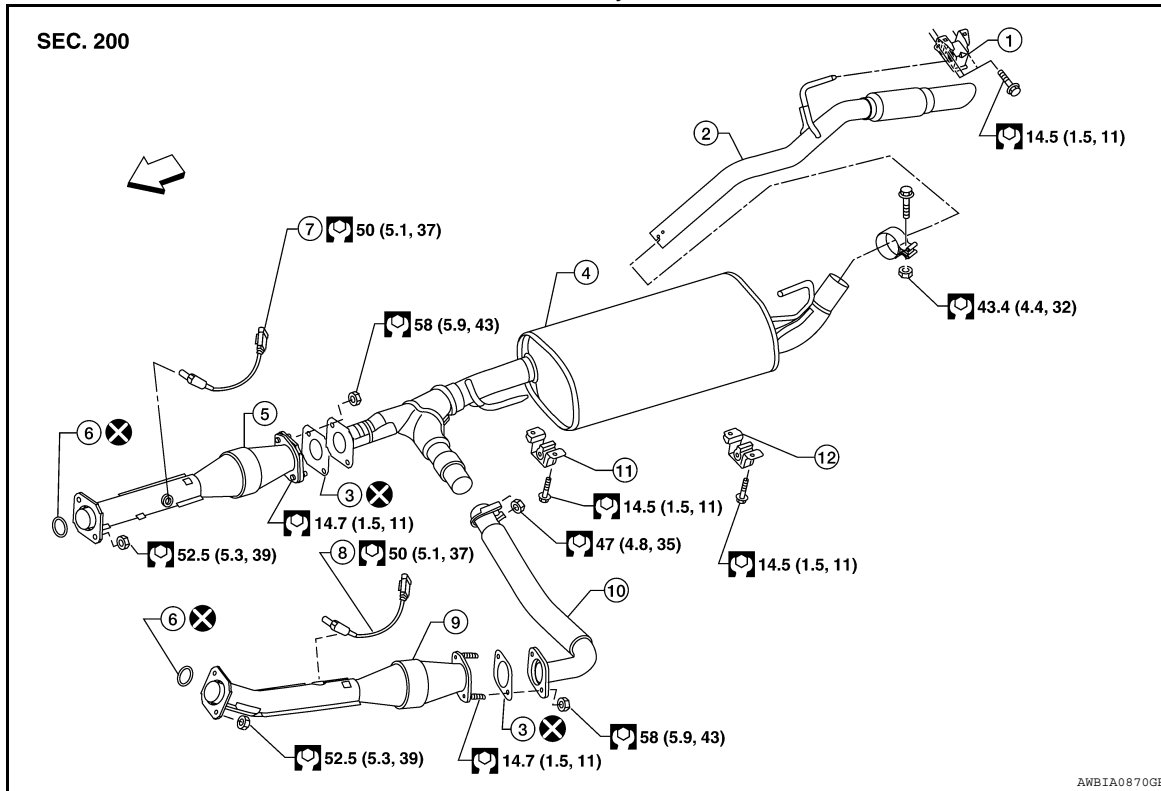 SEC. 200
1
14.5 (1.5, 11)
2
7 50 (5.1, 37)
4
43.4 (4.4, 32)
58 (5.9, 43)
5
6
12
11
3
14.5 (1.5, 11)
14.7 (1.5, 11)
47 (4.8, 35)
52.5 (5.3, 39)
8 50 (5.1, 37)
14.5 (1.5, 11)
10
6
9
3
58 (5.9, 43)
52.5 (5.3, 39)
14.7 (1.5, 11)